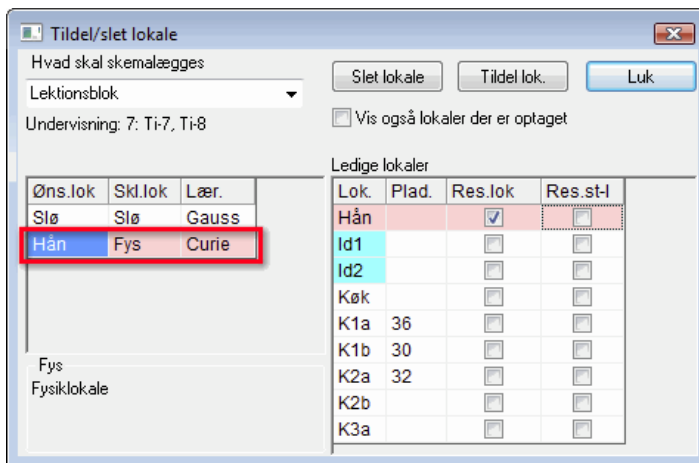 Tildel/slet lokale
Hvad skal skemalægges
Lektionsblok
Undervisning: 7: Ti-7, Ti-8
Slet lokale
Tildel lok.
Luk
Vis også lokaler der er optaget
Øns.lok Skl.lok Lær.
Slø Slø Gauss
Hån Fys Curie
Fys
Fysiklokale
Ledige lokaler
Lok. Plad. Res.lok Res.st-l
Hån
Id1
Id2
Køk
K1a 36
K1b 30
K2a 32
K2b
K3a